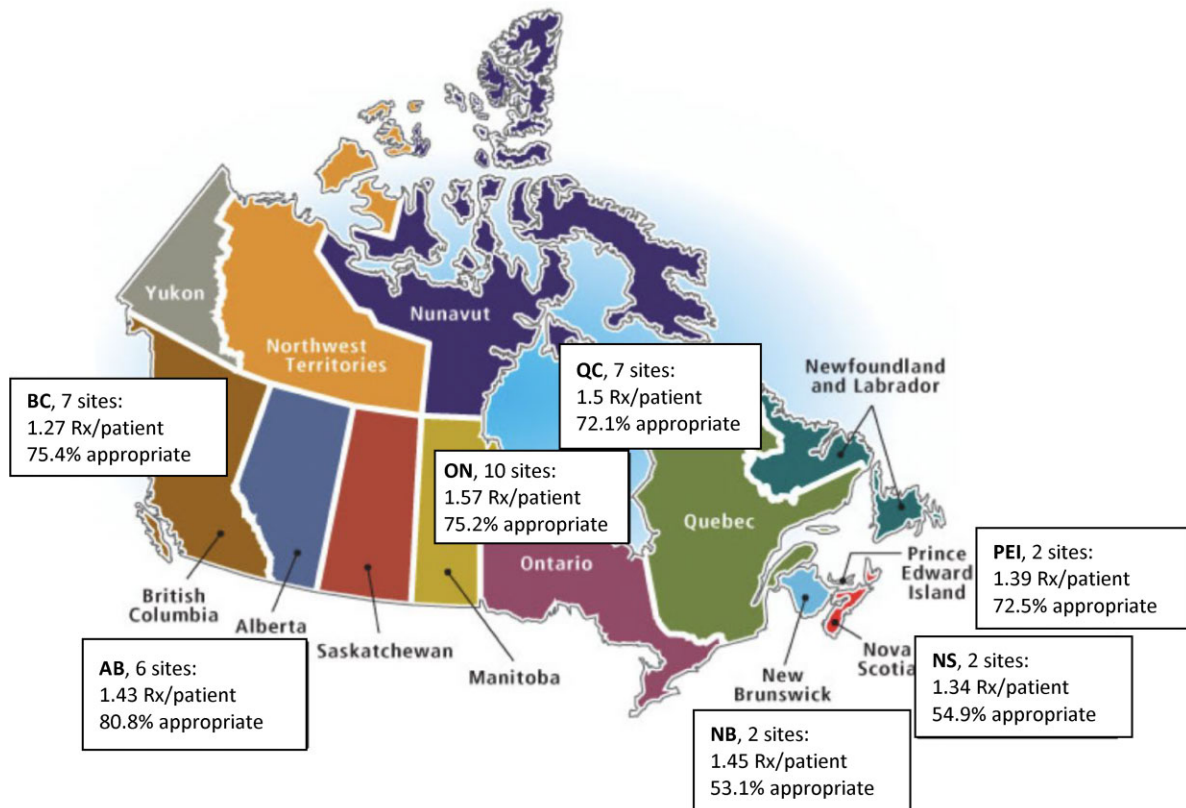 Yukon
Nunavut
Northwest
Territories
BC, 7 sites:
1.27 Rx/patient
75.4% appropriate
QC, 7 sites:
1.5 Rx/patient
72.1% appropriate
Newfoundland
and Labrador
ON, 10 sites:
1.57 Rx/patient
75.2% appropriate
Quebec
Ontario
Prince
Edward
Island
PEI, 2 sites:
1.39 Rx/patient
72.5% appropriate
British
Columbia
Alberta
Saskatchewan
Manitoba
New
Brunswick
Nova
Scotia
AB, 6 sites:
1.43 Rx/patient
80.8% appropriate
NS, 2 sites:
1.34 Rx/patient
54.9% appropriate
NB, 2 sites:
1.45 Rx/patient
53.1% appropriate